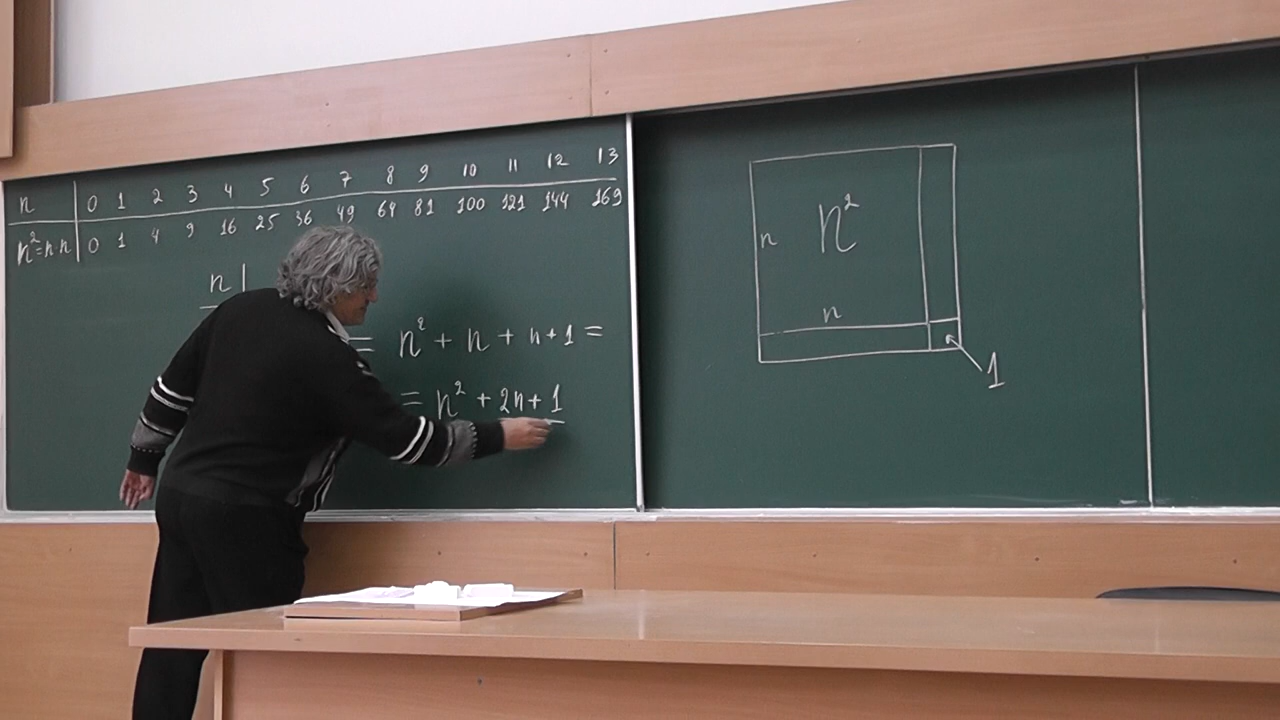 n 0 1 2 3 4 5 6 7 8 9 10 11 12 13
n²=n·n 0 1 4 9 16 25 36 49 64 81 100 121 144 169
n
= n² + n + n+1 =
= n² + 2n + 1
n²
n
n
1